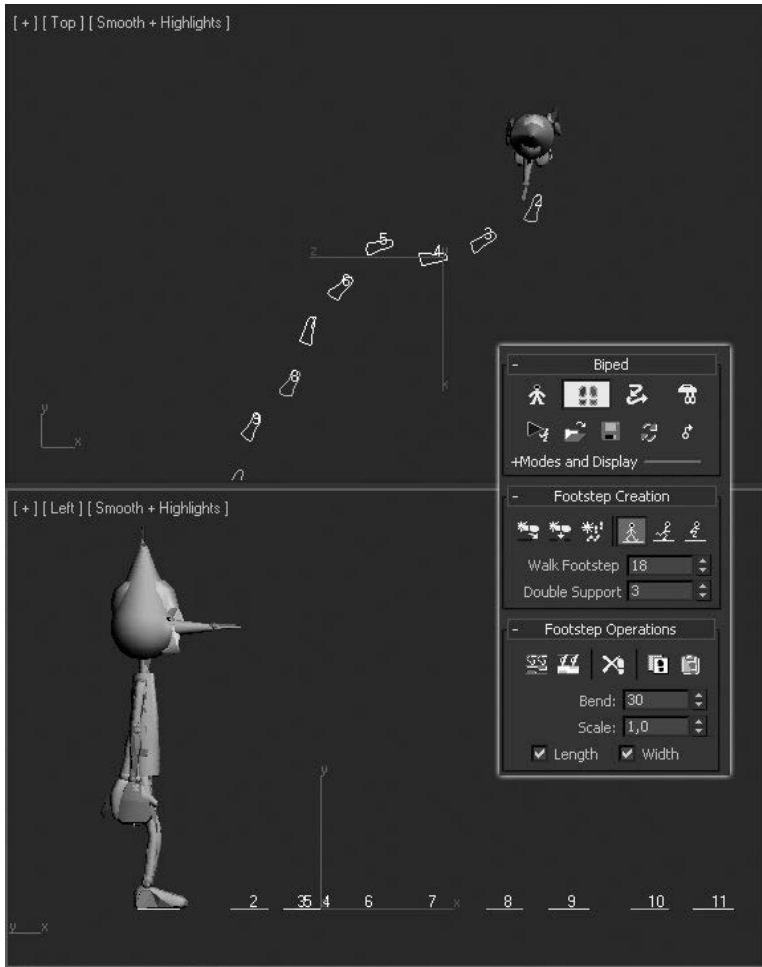 [ + ] [ Top ] [ Smooth + Highlights ]
2
3
4
5
z
6
x
7
8
9
y
x
- Biped
+Modes and Display
- Footstep Creation
Walk Footstep 18
Double Support 3
- Footstep Operations
Bend: 30
Scale: 1,0
Length Width
[ + ] [ Left ] [ Smooth + Highlights ]
y
2 35 4 6 7 x 8 9 10 11
y x